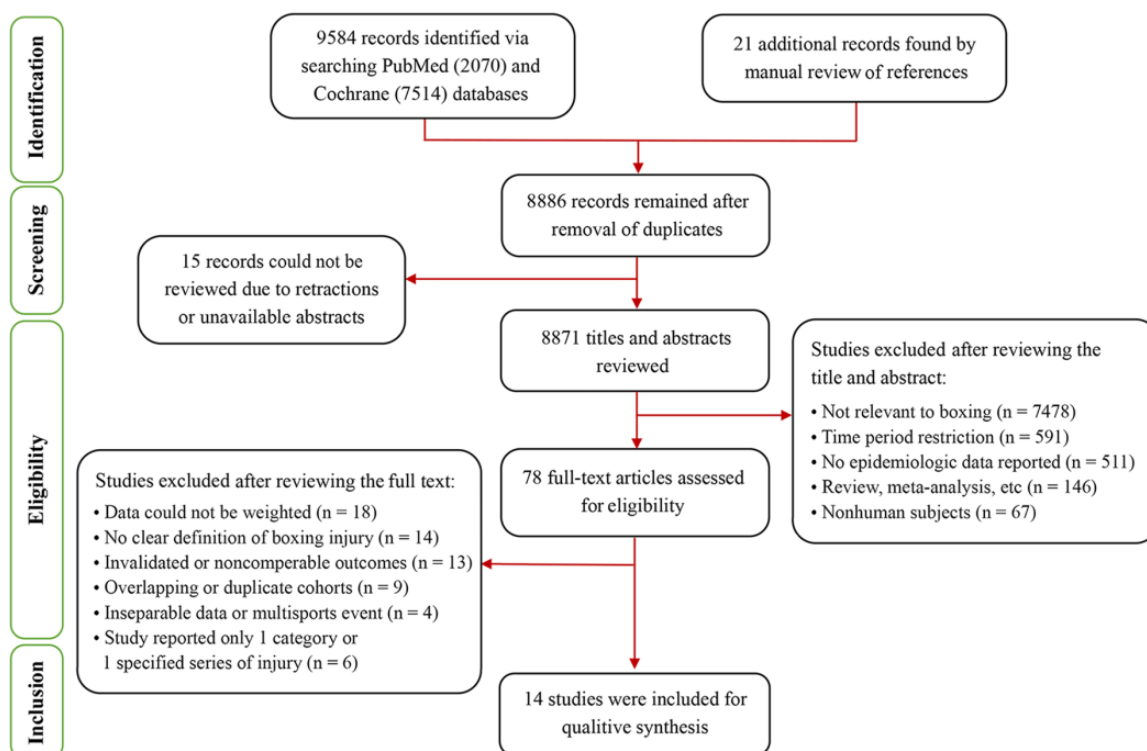 Identification
9584 records identified via
searching PubMed (2070) and
Cochrane (7514) databases
21 additional records found by
manual review of references
Screening
8886 records remained after
removal of duplicates
15 records could not be
reviewed due to retractions
or unavailable abstracts
Eligibility
8871 titles and abstracts
reviewed
Studies excluded after reviewing the
title and abstract:
• Not relevant to boxing (n = 7478)
• Time period restriction (n = 591)
• No epidemiologic data reported (n = 511)
• Review, meta-analysis, etc (n = 146)
• Nonhuman subjects (n = 67)
78 full-text articles assessed
for eligibility
Studies excluded after reviewing the full text:
• Data could not be weighted (n = 18)
• No clear definition of boxing injury (n = 14)
• Invalidated or noncomperable outcomes (n = 13)
• Overlapping or duplicate cohorts (n = 9)
• Inseparable data or multisports event (n = 4)
• Study reported only 1 category or
1 specified series of injury (n = 6)
Inclusion
14 studies were included for
qualitive synthesis